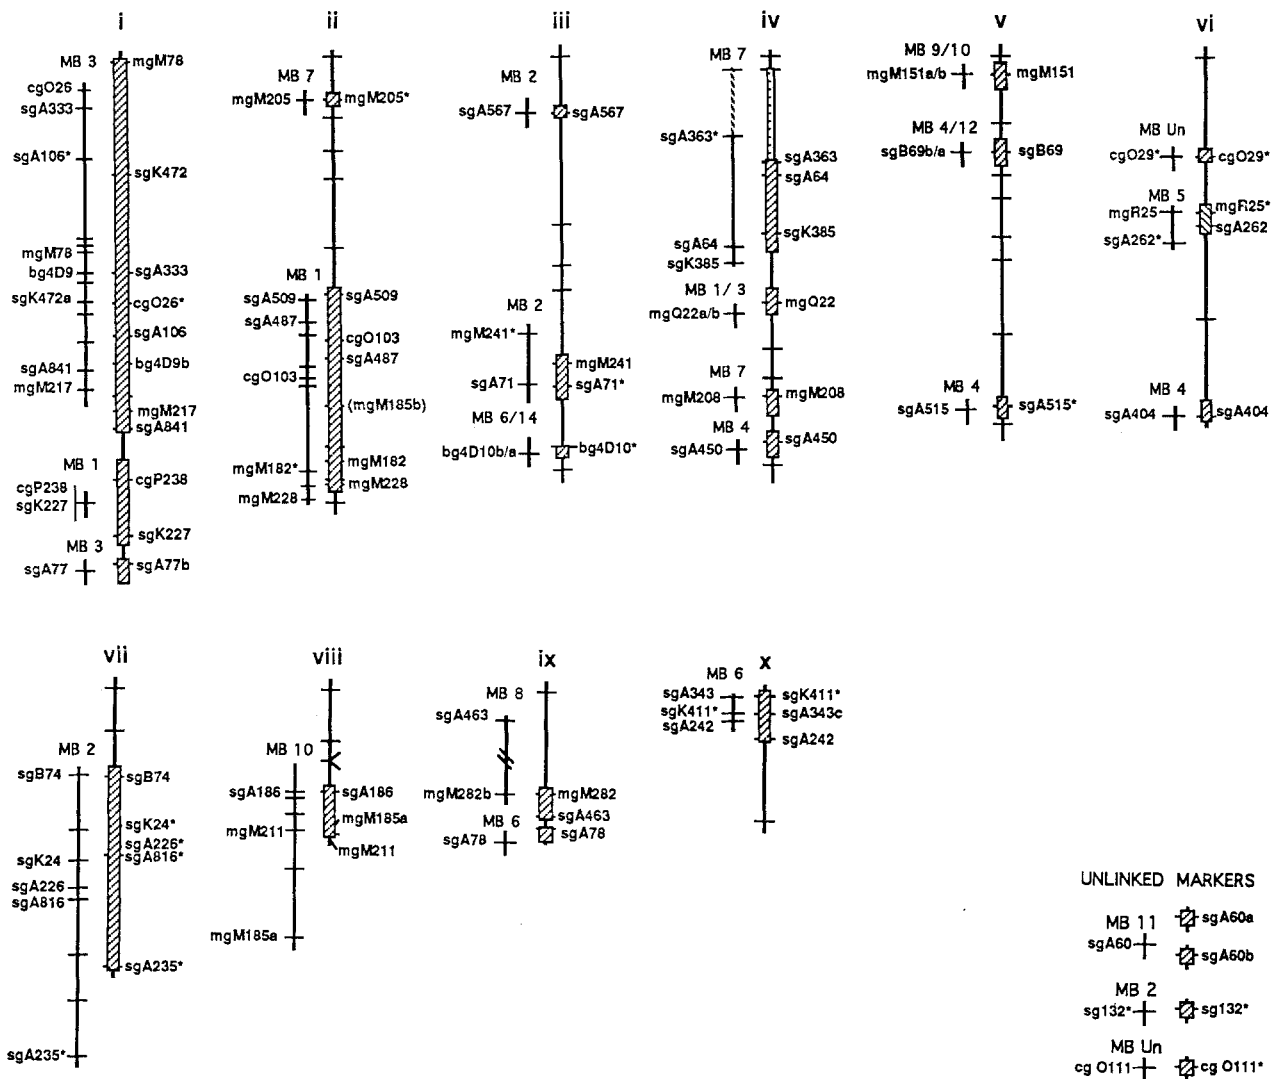 i
MB 3
mgM78
cgO26
sgA333
sgA106*
sgK472
mgM78
bg4D9
sgA333
sgK472a
cgO26*
sgA106
sgA841
bg4D9b
mgM217
mgM217
sgA841
MB 1
cgP238
cgP238
sgK227
sgK227
MB 3
sgA77
sgA77b
ii
MB 7
mgM205
mgM205*
MB 1
sgA509
sgA509
sgA487
cgO103
sgA487
cgO103
(mgM185b)
mgM182*
mgM182
mgM228
mgM228
iii
MB 2
sgA567
sgA567
MB 2
mgM241*
mgM241
sgA71
sgA71*
MB 6/14
bg4D10b/a
bg4D10*
iv
MB 7
sgA363*
sgA363
sgA64
sgK385
sgA64
sgK385
MB 1/ 3
mgQ22a/b
mgQ22
MB 7
mgM208
mgM208
MB 4
sgA450
sgA450
v
MB 9/10
mgM151a/b
mgM151
MB 4/12
sgB69b/a
sgB69
MB 4
sgA515
sgA515*
vi
MB Un
cgO29*
cgO29*
MB 5
mgR25
mgR25*
sgA262*
sgA262
MB 4
sgA404
sgA404
vii
MB 2
sgB74
sgB74
sgK24*
sgA226*
sgA816*
sgK24
sgA226
sgA816
sgA235*
sgA235*
viii
MB 10
sgA186
sgA186
mgM185a
mgM211
mgM211
mgM185a
ix
MB 8
sgA463
mgM282b
mgM282
sgA463
MB 6
sgA78
sgA78
x
MB 6
sgA343
sgK411*
sgK411*
sgA343c
sgA242
sgA242
UNLINKED MARKERS
MB 11
sgA60
sgA60a
sgA60b
MB 2
sg132*
sg132*
MB Un
cg O111
cg O111*